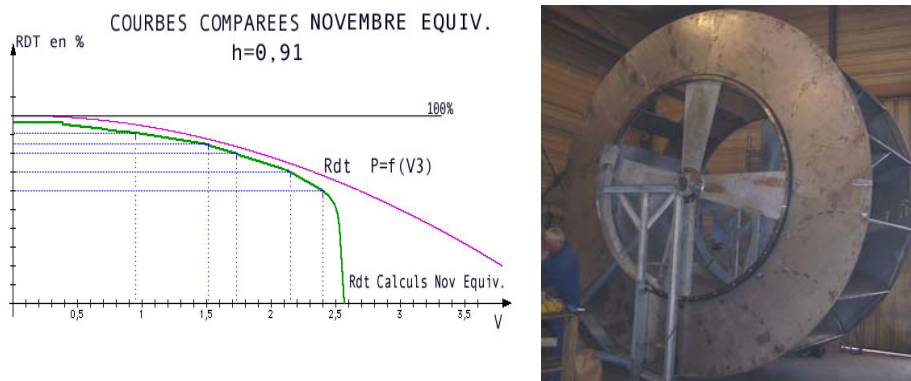 COURBES COMPAREES NOVEMBRE EQUIV.
h=0,91
RDT en %
100%
Rdt P=f(V3)
Rdt Calculs Nov Equiv.
0,5 1 1,5 2 2,5 3 3,5
V